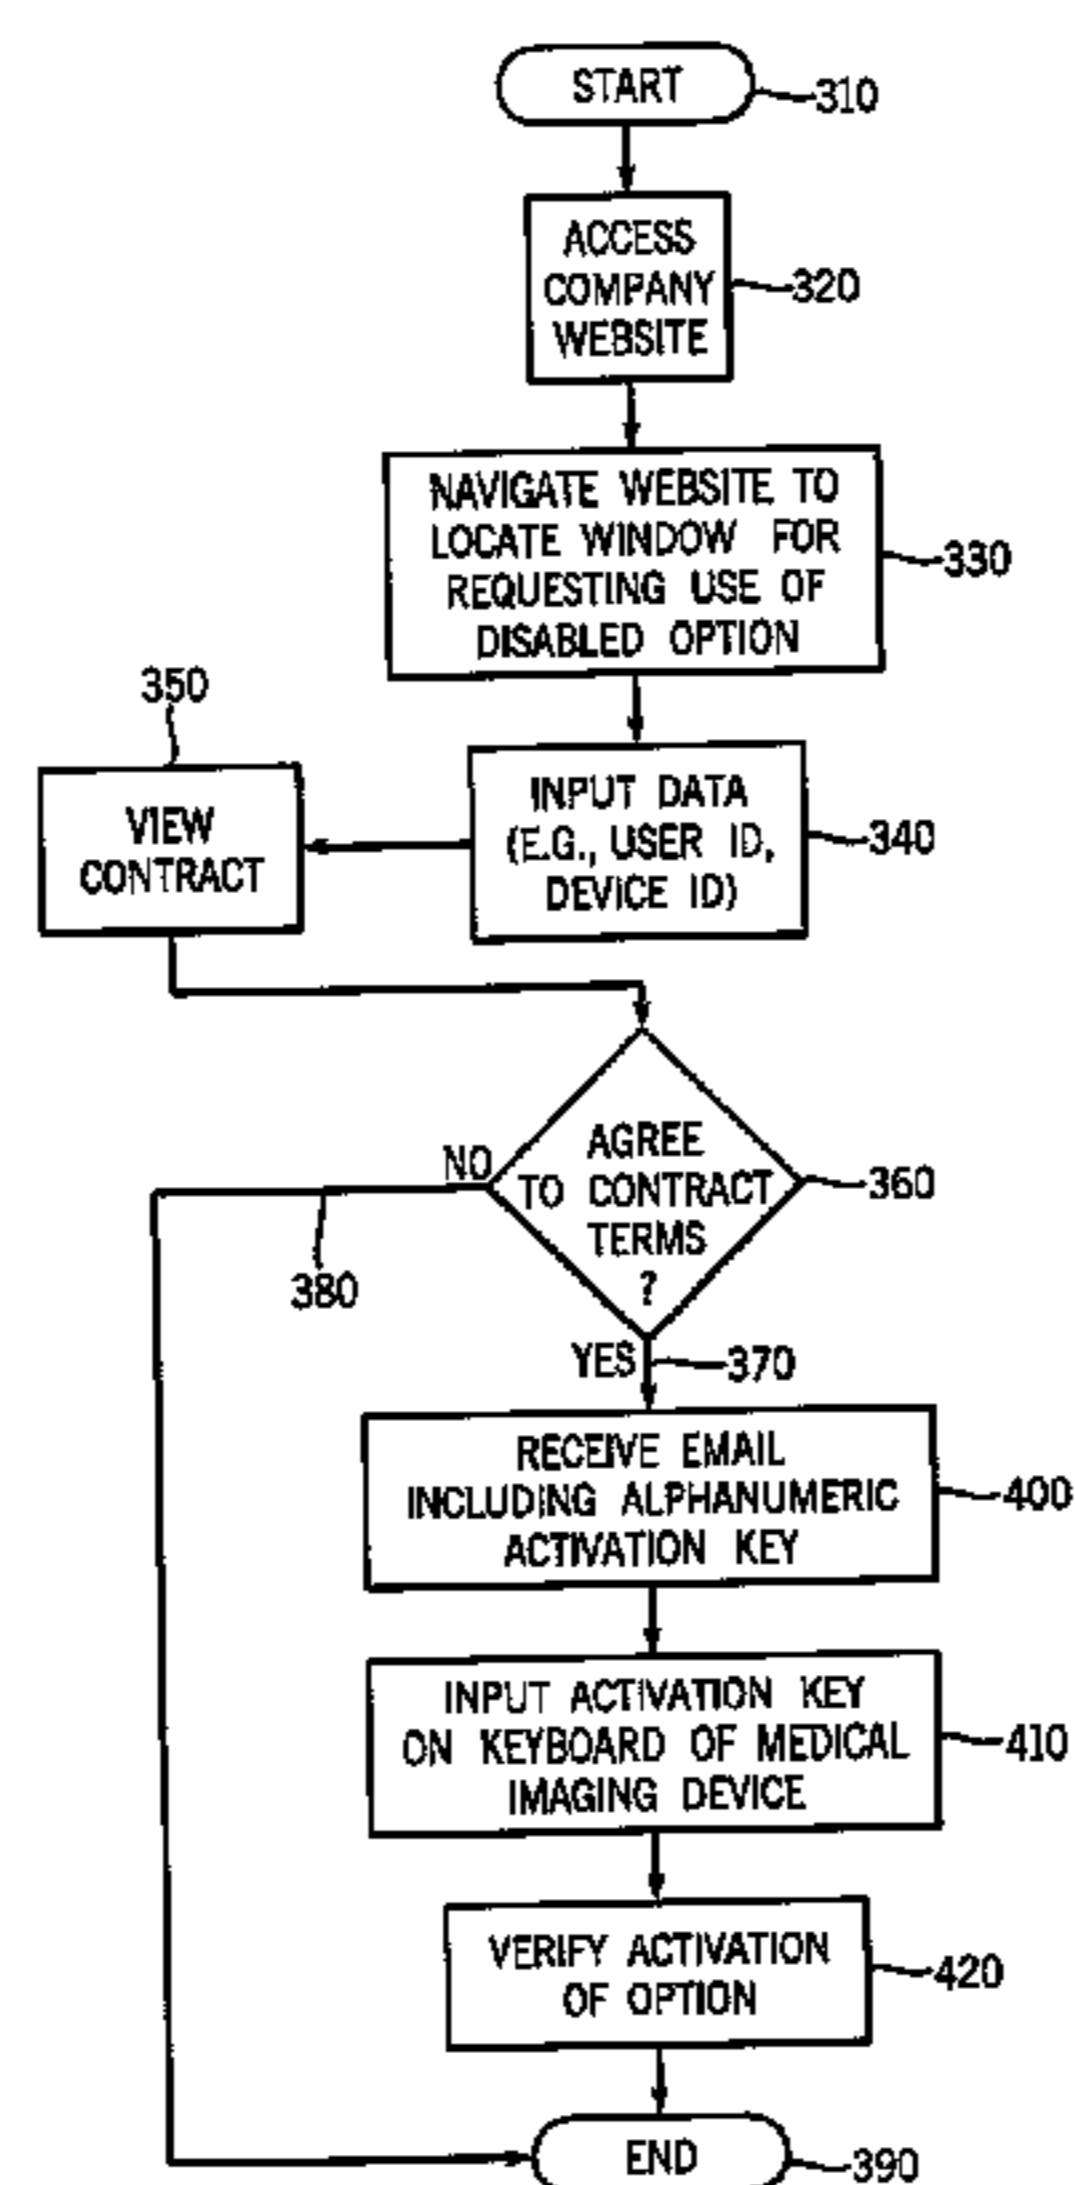 START
310
ACCESS
COMPANY
WEBSITE
320
NAVIGATE WEBSITE TO
LOCATE WINDOW FOR
REQUESTING USE OF
DISABLED OPTION
330
350
VIEW
CONTRACT
INPUT DATA
(E.G., USER ID,
DEVICE ID)
340
AGREE
TO CONTRACT
TERMS
?
360
NO
380
YES
370
RECEIVE EMAIL
INCLUDING ALPHANUMERIC
ACTIVATION KEY
400
INPUT ACTIVATION KEY
ON KEYBOARD OF MEDICAL
IMAGING DEVICE
410
VERIFY ACTIVATION
OF OPTION
420
END
390